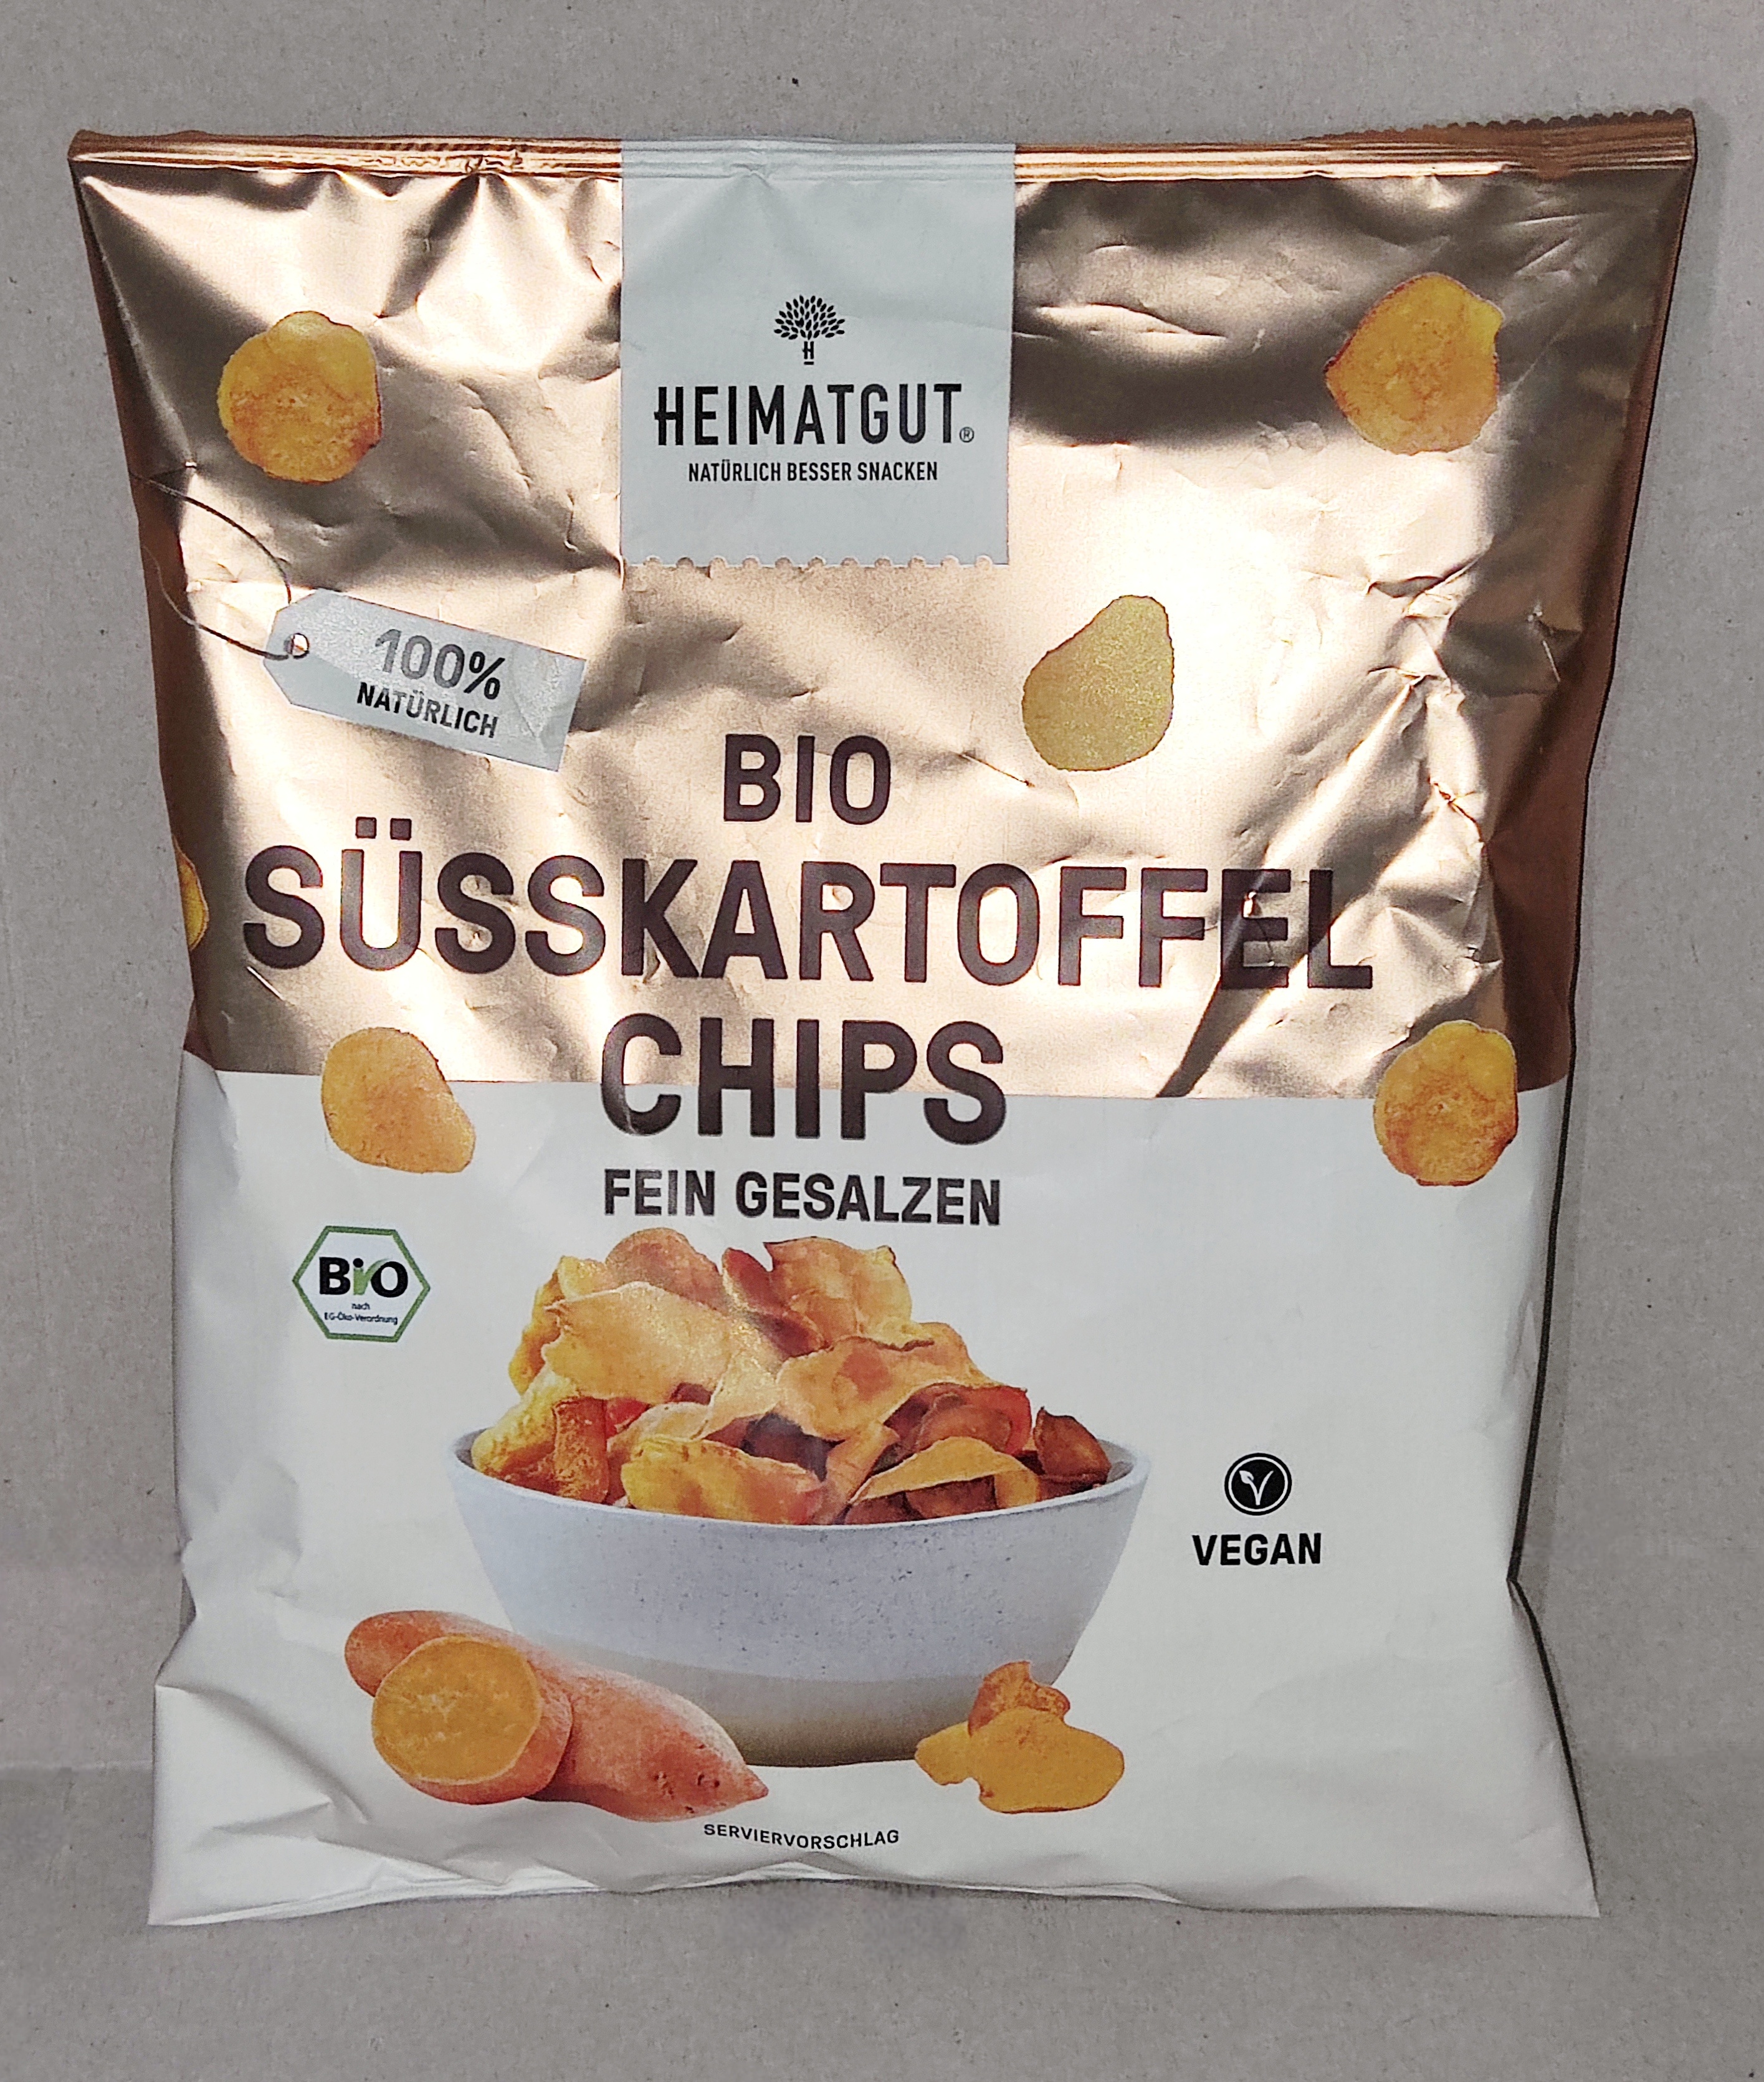 H
HEIMATGUT®
NATÜRLICH BESSER SNACKEN
100%
NATÜRLICH
BIO
SÜSSKARTOFFEL
CHIPS
FEIN GESALZEN
Bio
nach
EG-Öko-Verordnung
V
VEGAN
SERVIERVORSCHLAG